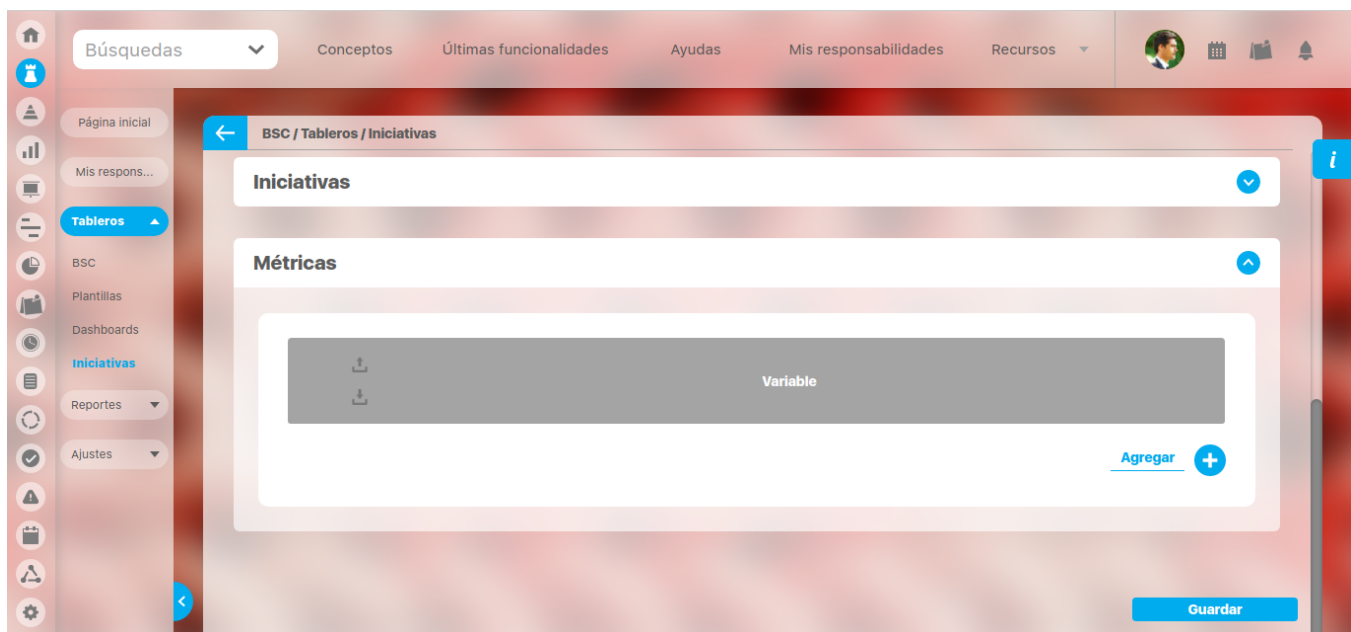 Búsquedas
Conceptos
Últimas funcionalidades
Ayudas
Mis responsabilidades
Recursos
Página inicial
Mis respons...
Tableros
BSC
Plantillas
Dashboards
Iniciativas
Reportes
Ajustes
BSC / Tableros / Iniciativas
i
Iniciativas
Métricas
Variable
Agregar
Guardar